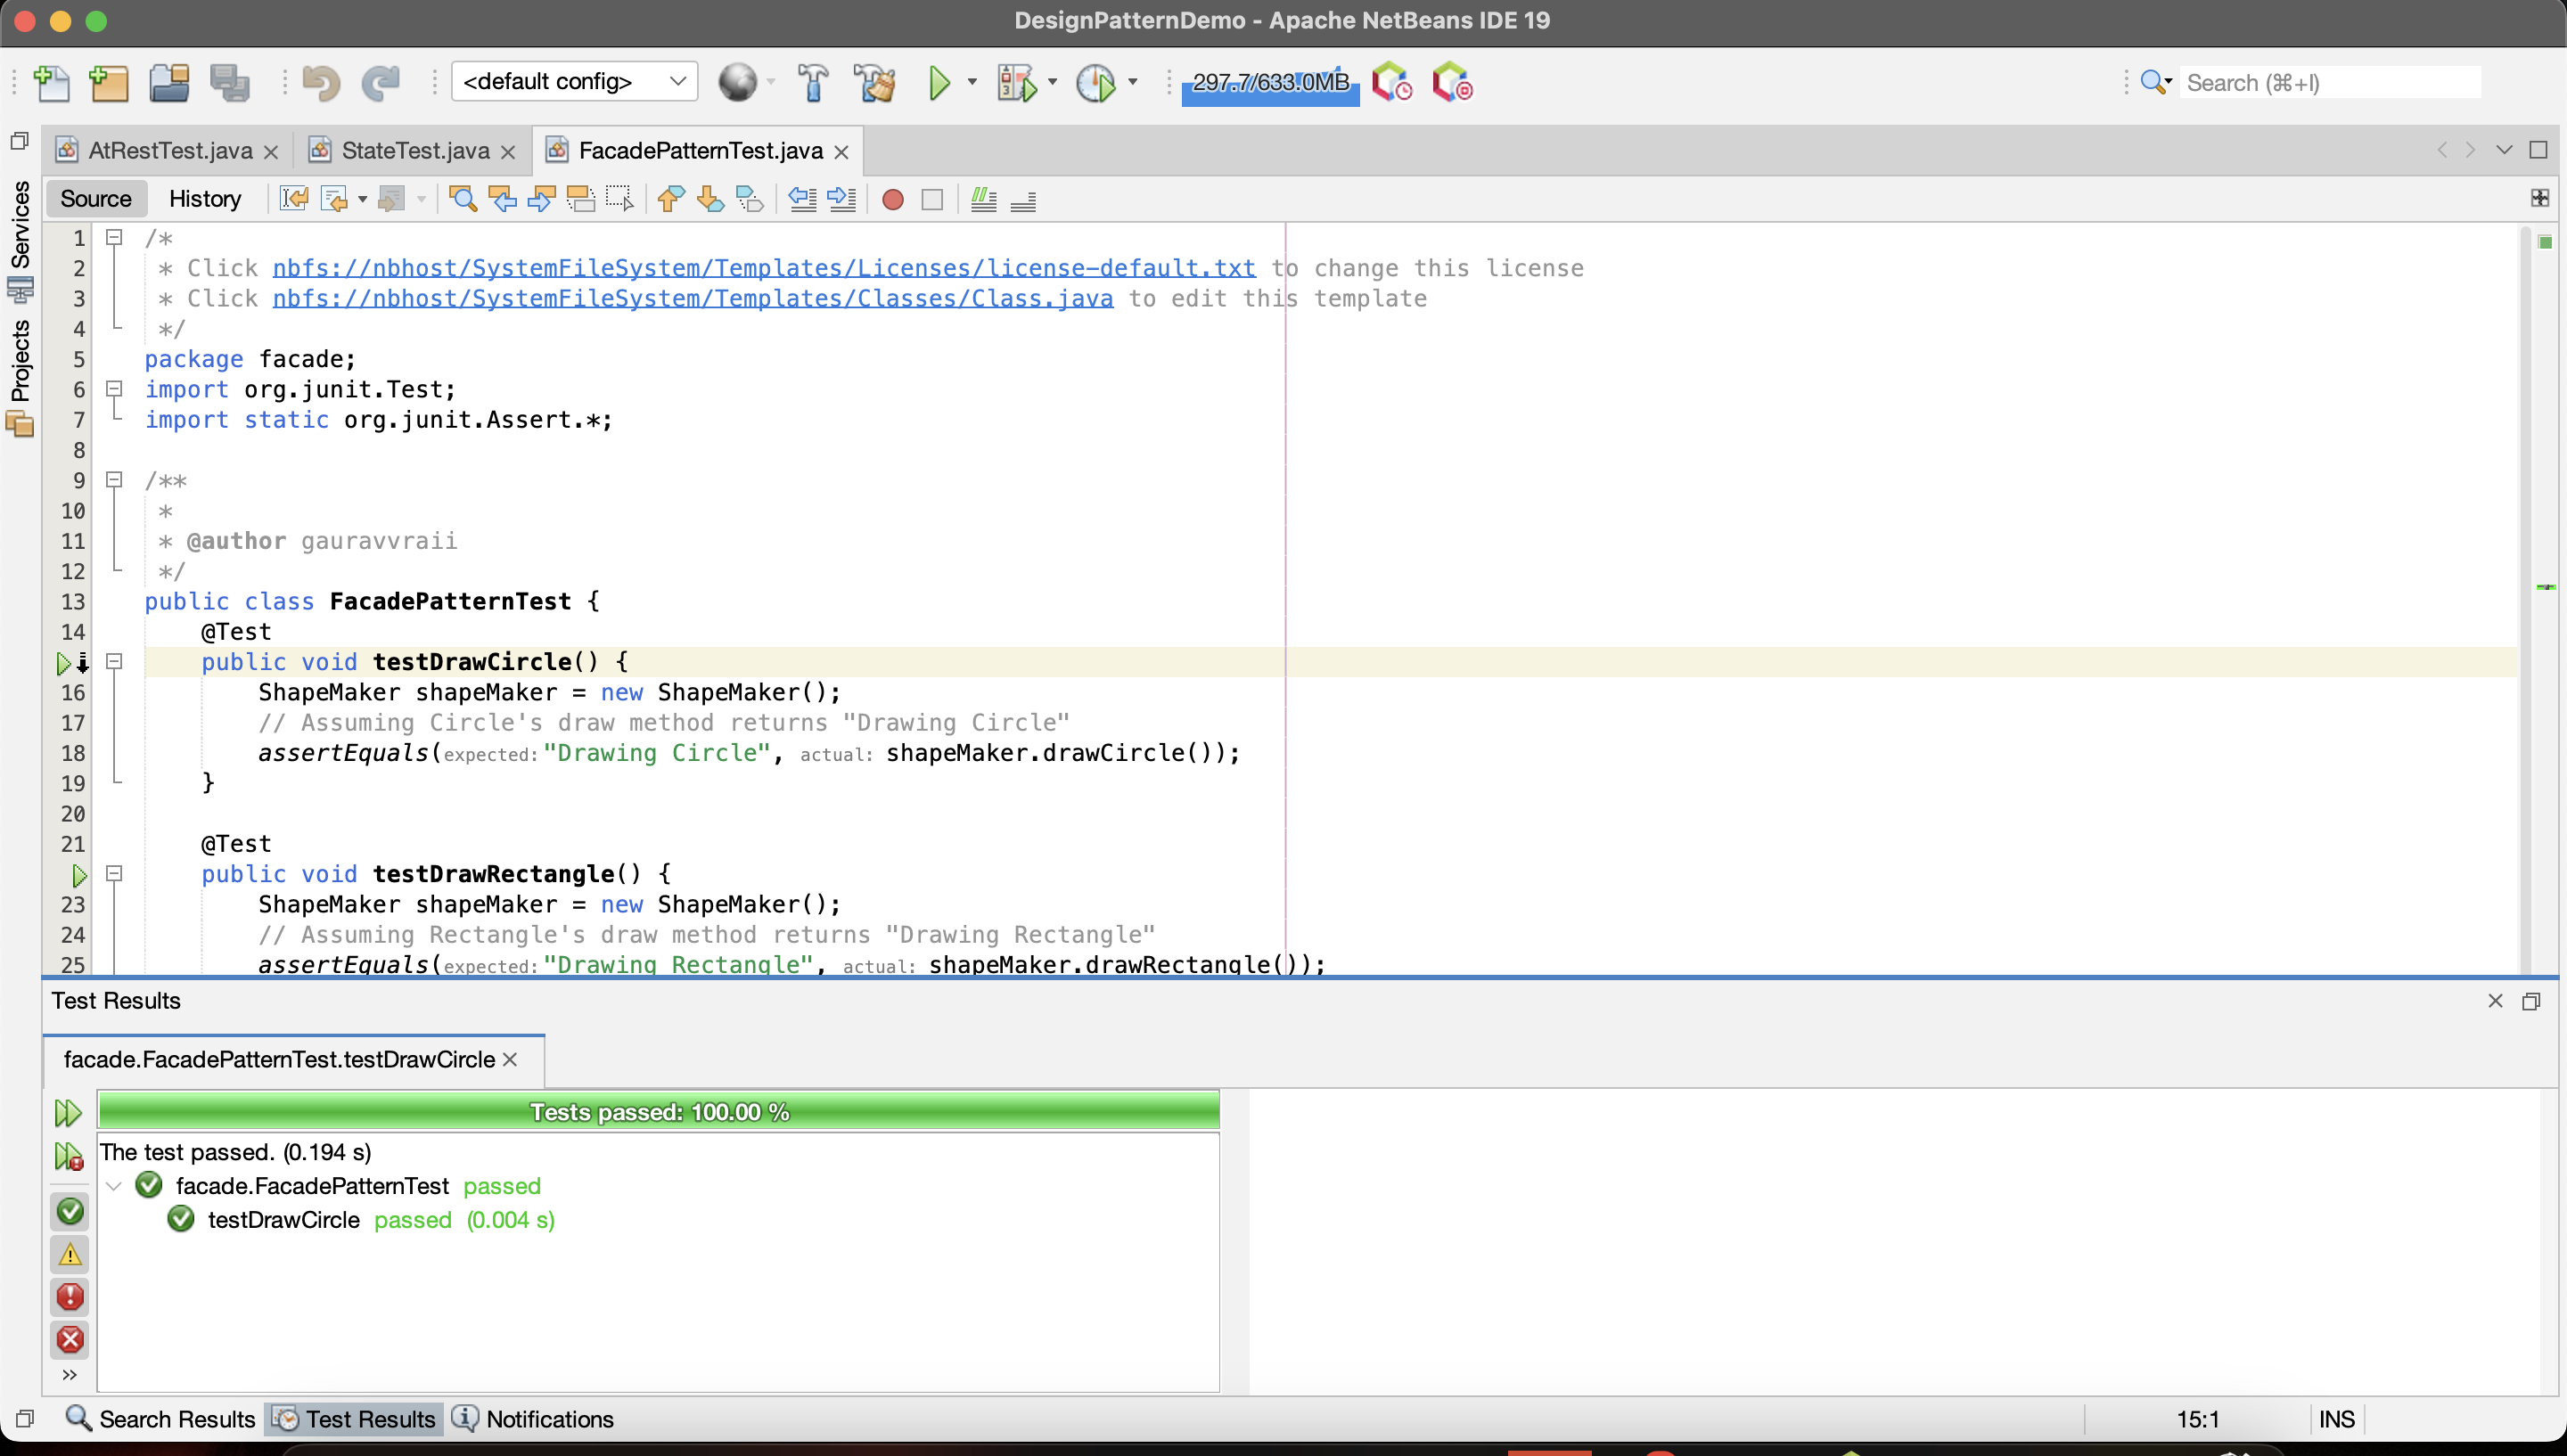 DesignPatternDemo - Apache NetBeans IDE 19
<default config>
297.7/633.0MB
Search (⌘+I)
AtRestTest.java
StateTest.java
FacadePatternTest.java
Source
History
Services
Projects
1 /*
2 * Click nbfs://nbhost/SystemFileSystem/Templates/Licenses/license-default.txt to change this license
3 * Click nbfs://nbhost/SystemFileSystem/Templates/Classes/Class.java to edit this template
4 */
5 package facade;
6 import org.junit.Test;
7 import static org.junit.Assert.*;
8
9 /**
10 *
11 * @author gauravvraii
12 */
13 public class FacadePatternTest {
14 @Test
public void testDrawCircle() {
16 ShapeMaker shapeMaker = new ShapeMaker();
17 // Assuming Circle's draw method returns "Drawing Circle"
18 assertEquals(expected: "Drawing Circle", actual: shapeMaker.drawCircle());
19 }
20
21 @Test
public void testDrawRectangle() {
23 ShapeMaker shapeMaker = new ShapeMaker();
24 // Assuming Rectangle's draw method returns "Drawing Rectangle"
25 assertEquals(expected: "Drawing Rectangle", actual: shapeMaker.drawRectangle());
Test Results
facade.FacadePatternTest.testDrawCircle
Tests passed: 100.00 %
The test passed. (0.194 s)
facade.FacadePatternTest passed
testDrawCircle passed (0.004 s)
Search Results
Test Results
Notifications
15:1
INS